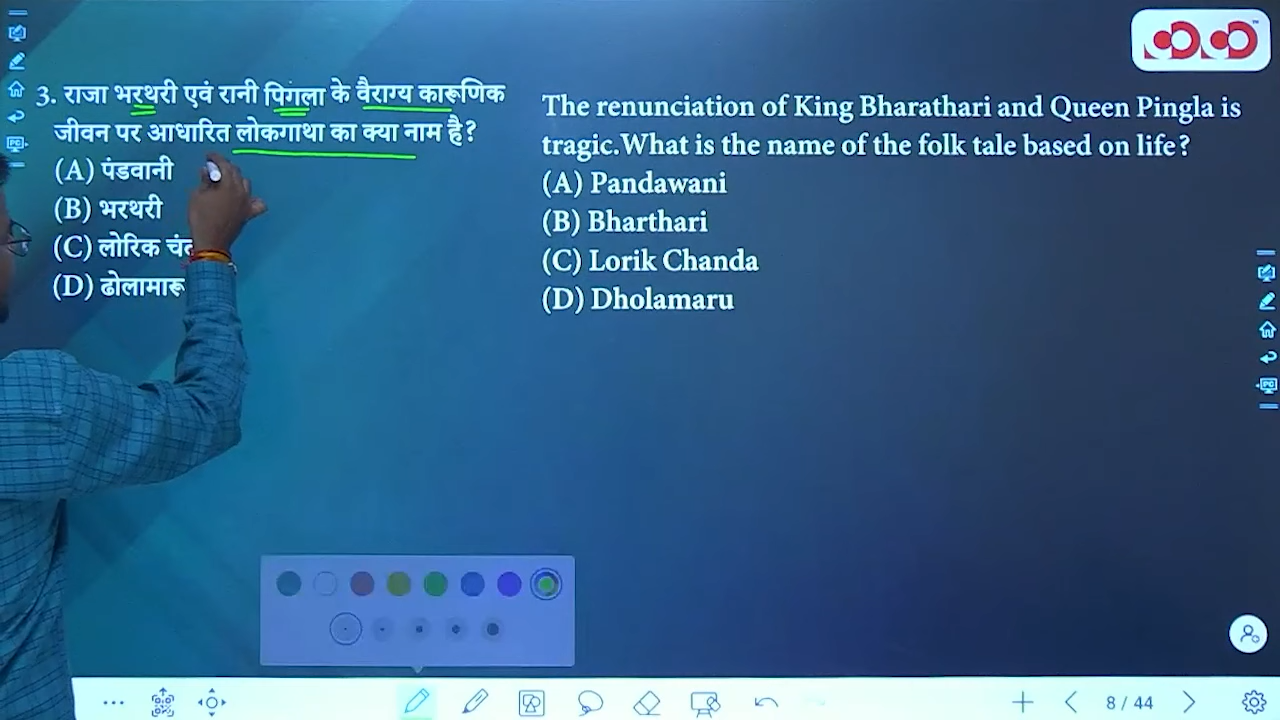 3. राजा भरथरी एवं रानी पिगला के वैराग्य कारूणिक
जीवन पर आधारित लोकगाथा का क्या नाम है?
(A) पंडवानी
(B) भरथरी
(C) लोरिक
(D) ढोलामारू
The renunciation of King Bharathari and Queen Pingla is
tragic.What is the name of the folk tale based on life?
(A) Pandawani
(B) Bharthari
(C) Lorik Chanda
(D) Dholamaru
8 / 44